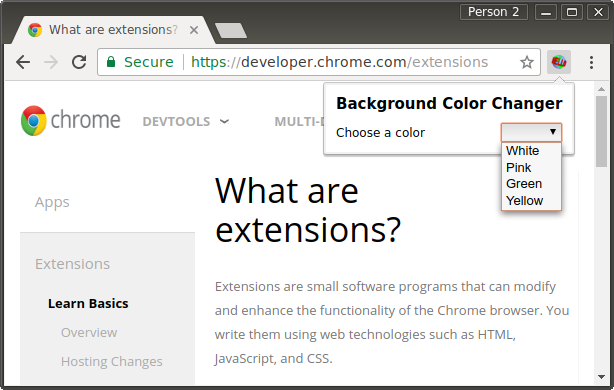 Person 2
What are extensions?
Secure
https://developer.chrome.com/extensions
chrome
DEVTOOLS
MULTI-D
Background Color Changer
Choose a color
White
Pink
Green
Yellow
Apps
Extensions
Learn Basics
Overview
Hosting Changes
What are
extensions?
Extensions are small software programs that can modify
and enhance the functionality of the Chrome browser. You
write them using web technologies such as HTML,
JavaScript, and CSS.